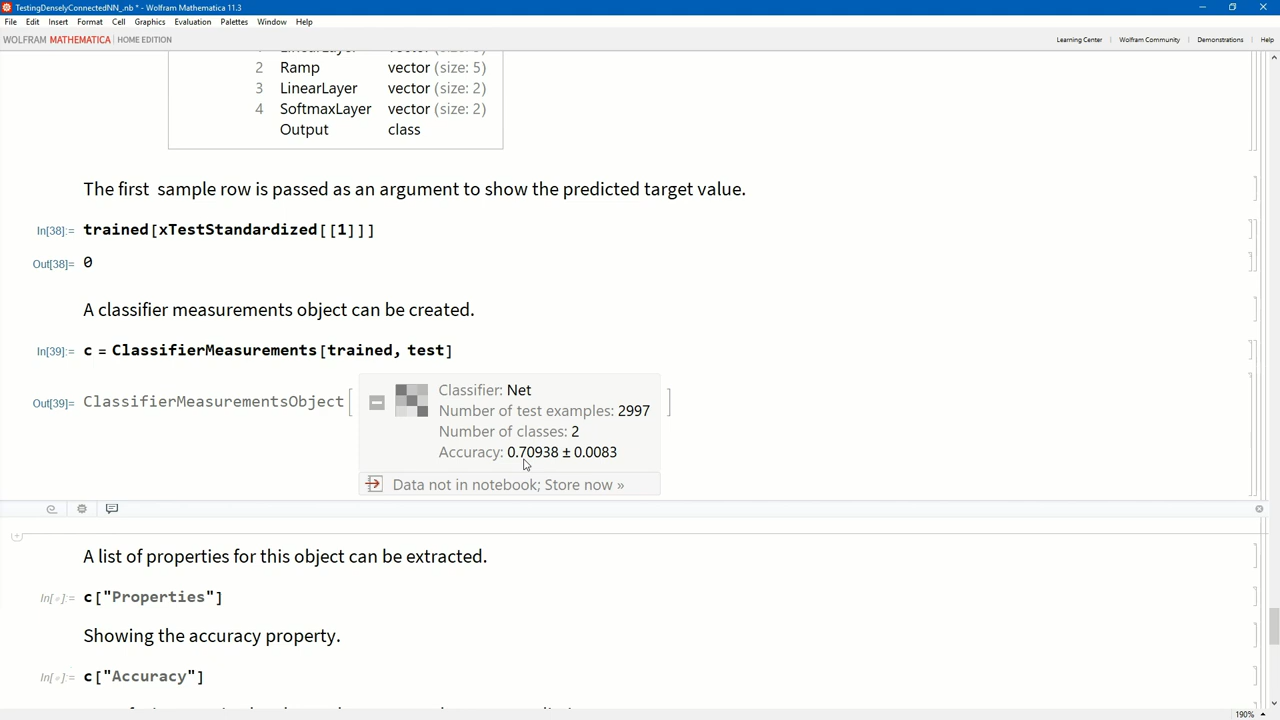 TestingDenselyConnectedNN_.nb * - Wolfram Mathematica 11.3
File Edit Insert Format Cell Graphics Evaluation Palettes Window Help
WOLFRAM MATHEMATICA | HOME EDITION Learning Center | Wolfram Community | Demonstrations | Help
2 Ramp vector (size: 5)
3 LinearLayer vector (size: 2)
4 SoftmaxLayer vector (size: 2)
Output class
The first sample row is passed as an argument to show the predicted target value.
In[38]:= trained[xTestStandardized[[1]]]
Out[38]= 0
A classifier measurements object can be created.
In[39]:= c = ClassifierMeasurements[trained, test]
Classifier: Net
Out[39]= ClassifierMeasurementsObject[ ]
Number of test examples: 2997
Number of classes: 2
Accuracy: 0.70938 ± 0.0083
Data not in notebook; Store now »
A list of properties for this object can be extracted.
In[∘]:= c["Properties"]
Showing the accuracy property.
In[∘]:= c["Accuracy"]
190%